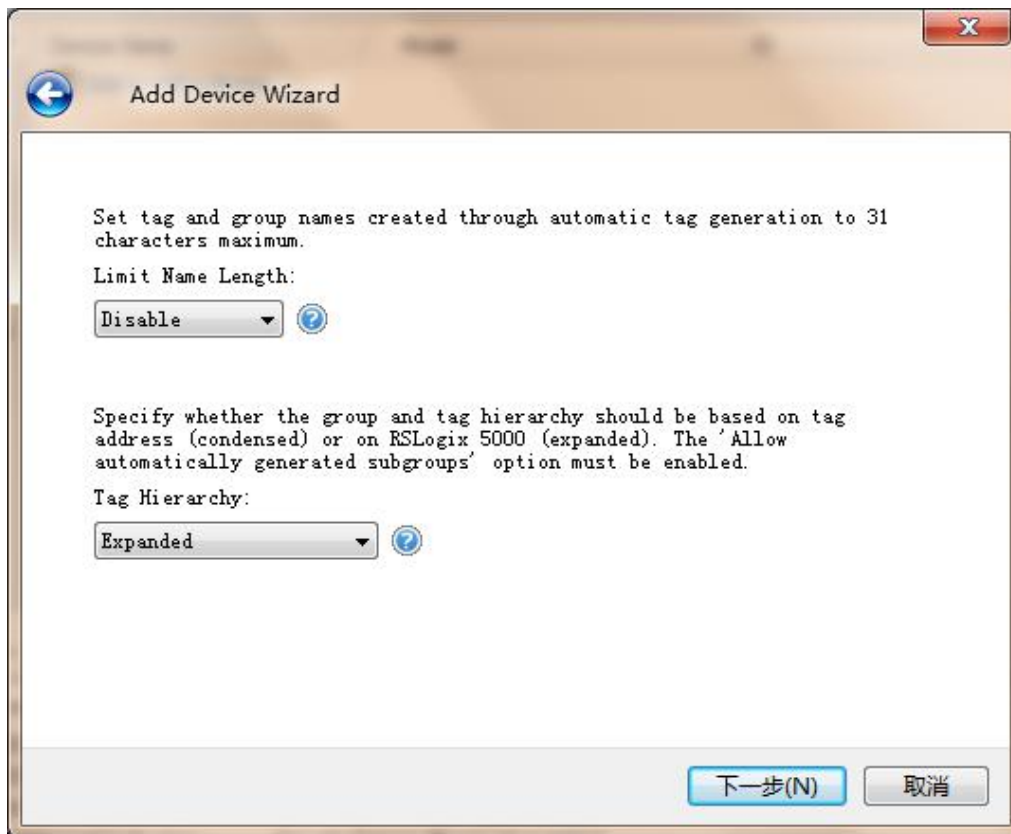 Add Device Wizard
Set tag and group names created through automatic tag generation to 31
characters maximum.
Limit Name Length:
Disable
Specify whether the group and tag hierarchy should be based on tag
address (condensed) or on RSLogix 5000 (expanded). The 'Allow
automatically generated subgroups' option must be enabled.
Tag Hierarchy:
Expanded
下一步(N) 取消